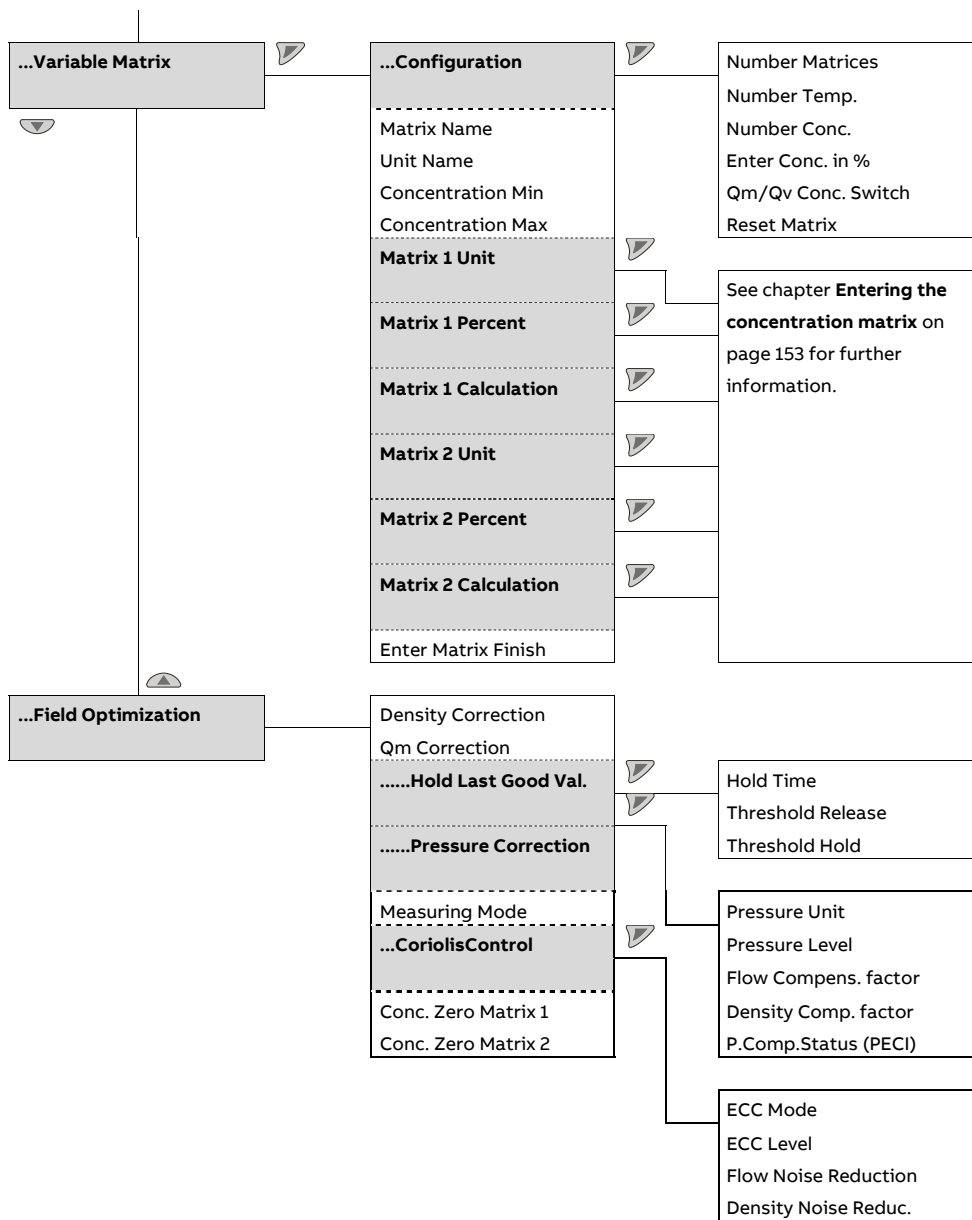 ...Variable Matrix
...Configuration
Matrix Name
Unit Name
Concentration Min
Concentration Max
Matrix 1 Unit
Matrix 1 Percent
Matrix 1 Calculation
Matrix 2 Unit
Matrix 2 Percent
Matrix 2 Calculation
Enter Matrix Finish
Number Matrices
Number Temp.
Number Conc.
Enter Conc. in %
Qm/Qv Conc. Switch
Reset Matrix
See chapter Entering the
concentration matrix on
page 153 for further
information.
...Field Optimization
Density Correction
Qm Correction
......Hold Last Good Val.
......Pressure Correction
Measuring Mode
...CoriolisControl
Conc. Zero Matrix 1
Conc. Zero Matrix 2
Hold Time
Threshold Release
Threshold Hold
Pressure Unit
Pressure Level
Flow Compens. factor
Density Comp. factor
P.Comp.Status (PECI)
ECC Mode
ECC Level
Flow Noise Reduction
Density Noise Reduc.